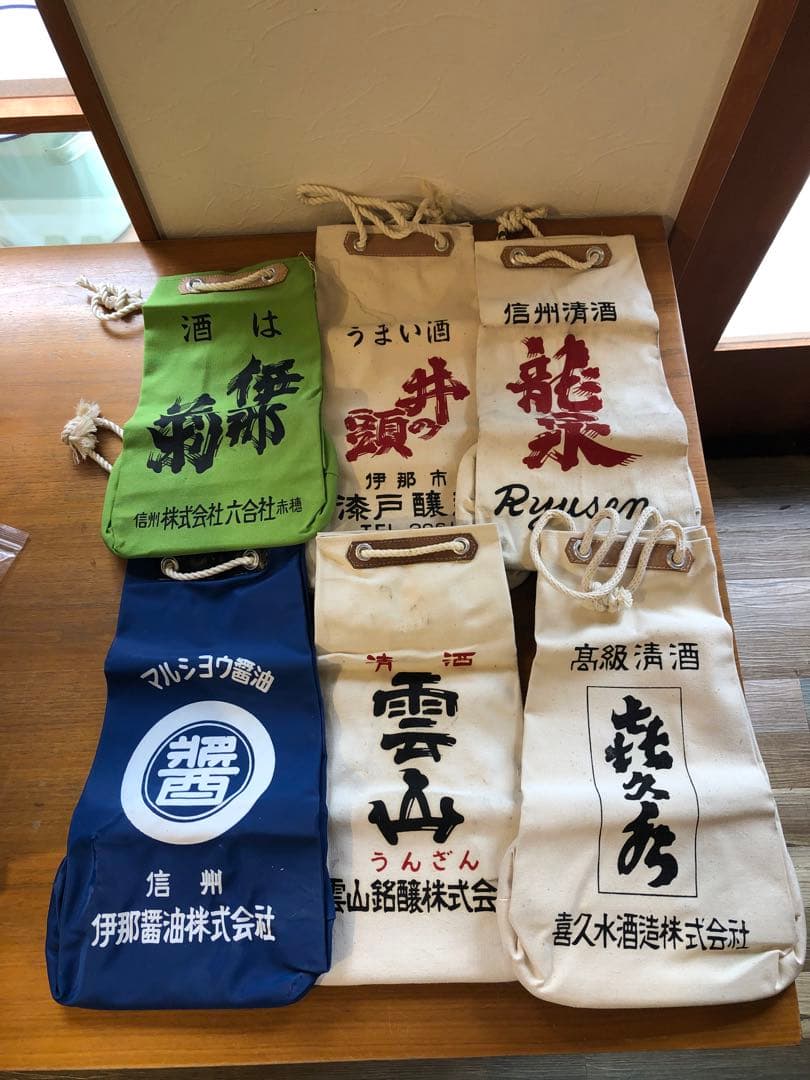 酒は
伊那菊
信州 株式会社六合社 赤穂
うまい酒
井の頭
伊那市
漆戸醸
TEL
信州清酒
龍泉
Ryusen
マルシヨウ醤油
醤
信州
伊那醤油株式会社
清酒
雲山
うんざん
雲山銘醸株式会
高級清酒
喜久水
喜久水酒造株式会社